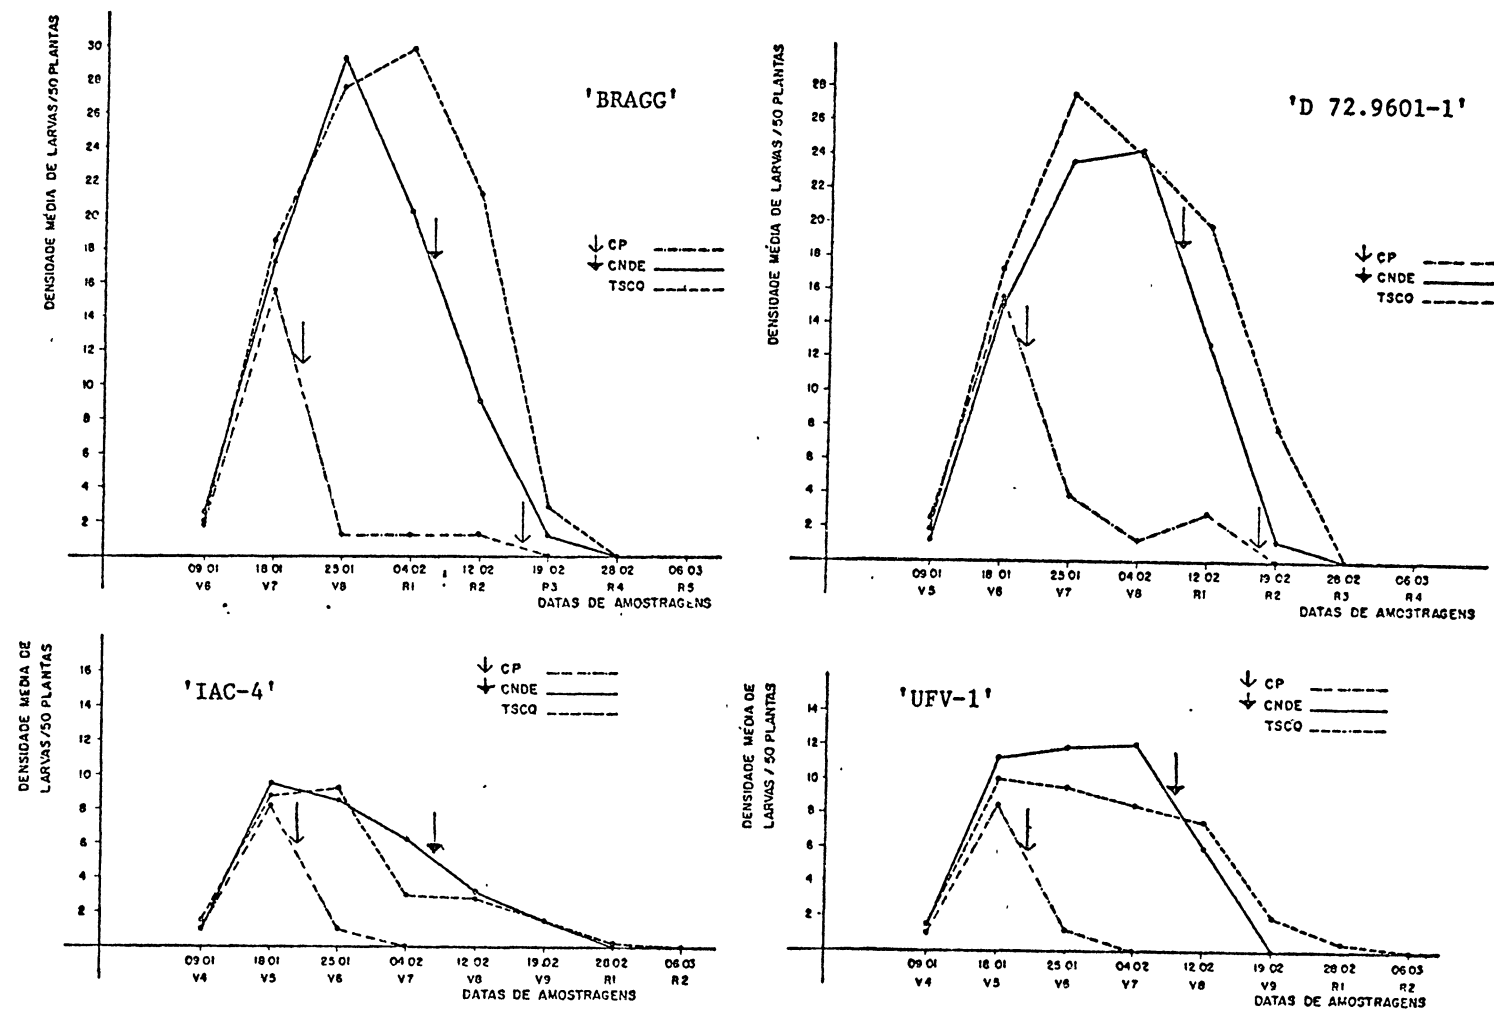 DENSIDADE MÉDIA DE LARVAS/50 PLANTAS
30
28
26
24
22
20
18
16
14
12
10
8
6
4
2
'BRAGG'
CP
CNDE
TSCQ
09 01 18 01 25 01 04 02 12 02 19 02 28 02 06 03
V6 V7 V8 R1 R2 P3 R4 R5
DATAS DE AMOSTRAGENS
DENSIDADE MÉDIA DE LARVAS/50 PLANTAS
28
26
24
22
20
18
16
14
12
10
8
6
4
2
'D 72.9601-1'
CP
CNDE
TSCQ
09 01 18 01 25 01 04 02 12 02 19 02 28 02 06 03
V5 V6 V7 V8 R1 R2 R3 R4
DATAS DE AMOSTRAGENS
DENSIDADE MEDIA DE
LARVAS/50 PLANTAS
16
14
12
10
8
6
4
2
'IAC-4'
CP
CNDE
TSCQ
09 01 18 01 25 01 04 02 12 02 19 02 28 02 06 03
V4 V5 V6 V7 V8 V9 R1 R2
DATAS DE AMOSTRAGENS
DENSIDADE MÉDIA DE
LARVAS / 50 PLANTAS
14
12
10
8
6
4
2
'UFV-1'
CP
CNDE
TSCQ
09 01 18 01 25 01 04 02 12 02 19 02 28 02 06 03
V4 V5 V6 V7 V8 V9 R1 R2
DATAS DE AMOSTRAGENS